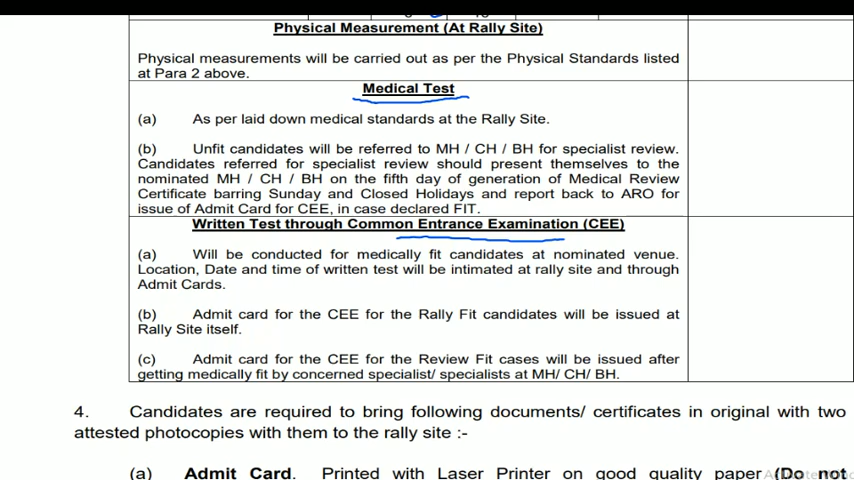 Physical Measurement (At Rally Site)
Physical measurements will be carried out as per the Physical Standards listed
at Para 2 above.
Medical Test
(a) As per laid down medical standards at the Rally Site.
(b) Unfit candidates will be referred to MH / CH / BH for specialist review.
Candidates referred for specialist review should present themselves to the
nominated MH / CH / BH on the fifth day of generation of Medical Review
Certificate barring Sunday and Closed Holidays and report back to ARO for
issue of Admit Card for CEE, in case declared FIT.
Written Test through Common Entrance Examination (CEE)
(a) Will be conducted for medically fit candidates at nominated venue.
Location, Date and time of written test will be intimated at rally site and through
Admit Cards.
(b) Admit card for the CEE for the Rally Fit candidates will be issued at
Rally Site itself.
(c) Admit card for the CEE for the Review Fit cases will be issued after
getting medically fit by concerned specialist/ specialists at MH/ CH/ BH.
4. Candidates are required to bring following documents/ certificates in original with two
attested photocopies with them to the rally site :-
(a) Admit Card. Printed with Laser Printer on good quality paper (Do not